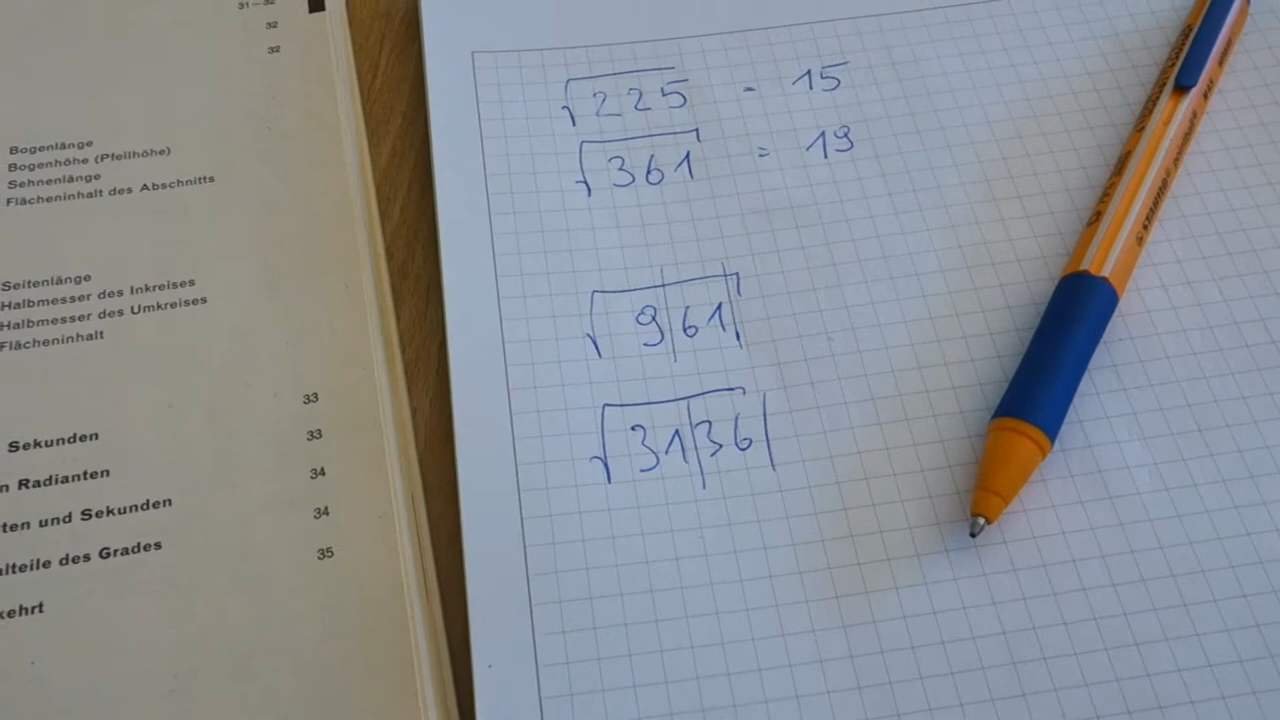 31–32
32
32
Bogenlänge
Bogenhöhe (Pfeilhöhe)
Sehnenlänge
Flächeninhalt des Abschnitts
Seitenlänge
Halbmesser des Inkreises
Halbmesser des Umkreises
Flächeninhalt
33
Sekunden 33
n Radianten 34
ten und Sekunden 34
alteile des Grades 35
kehrt
√225 = 15
√361 = 19
√9|61|
√31|36|
STABILO